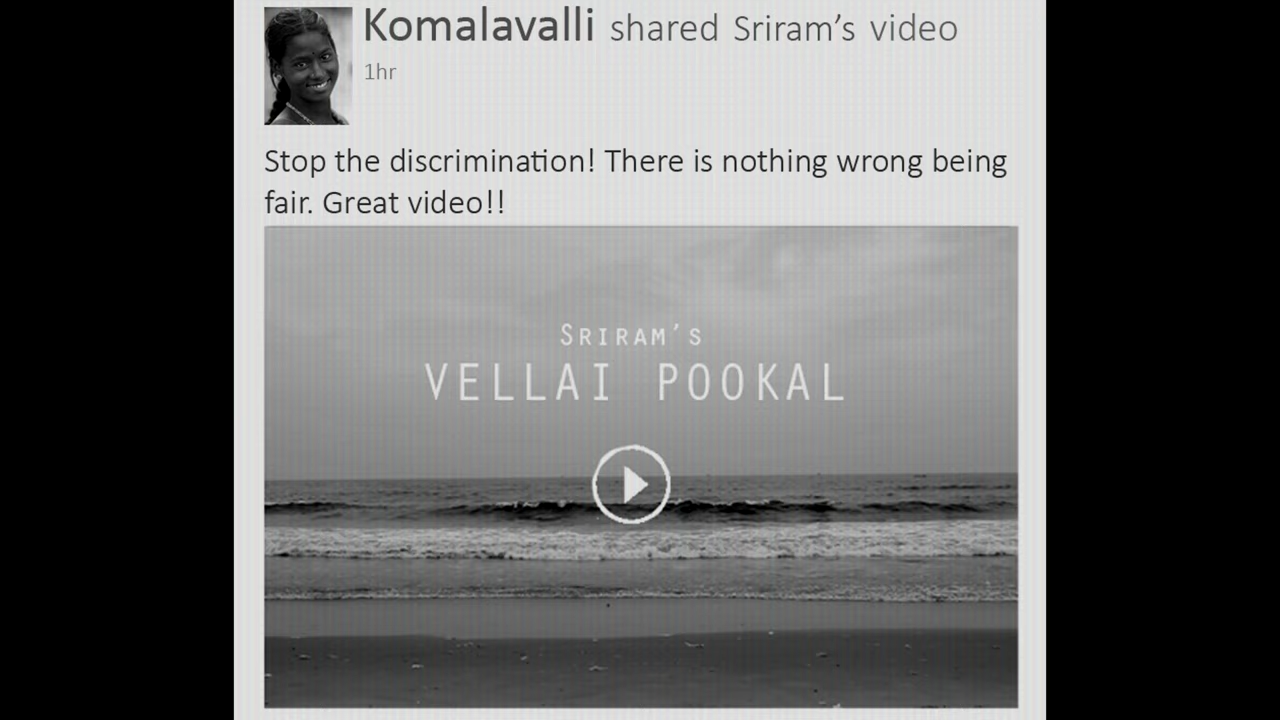 Komalavalli shared Sriram's video
1hr
Stop the discrimination! There is nothing wrong being
fair. Great video!!
SRIRAM'S
VELLAI POOKAL